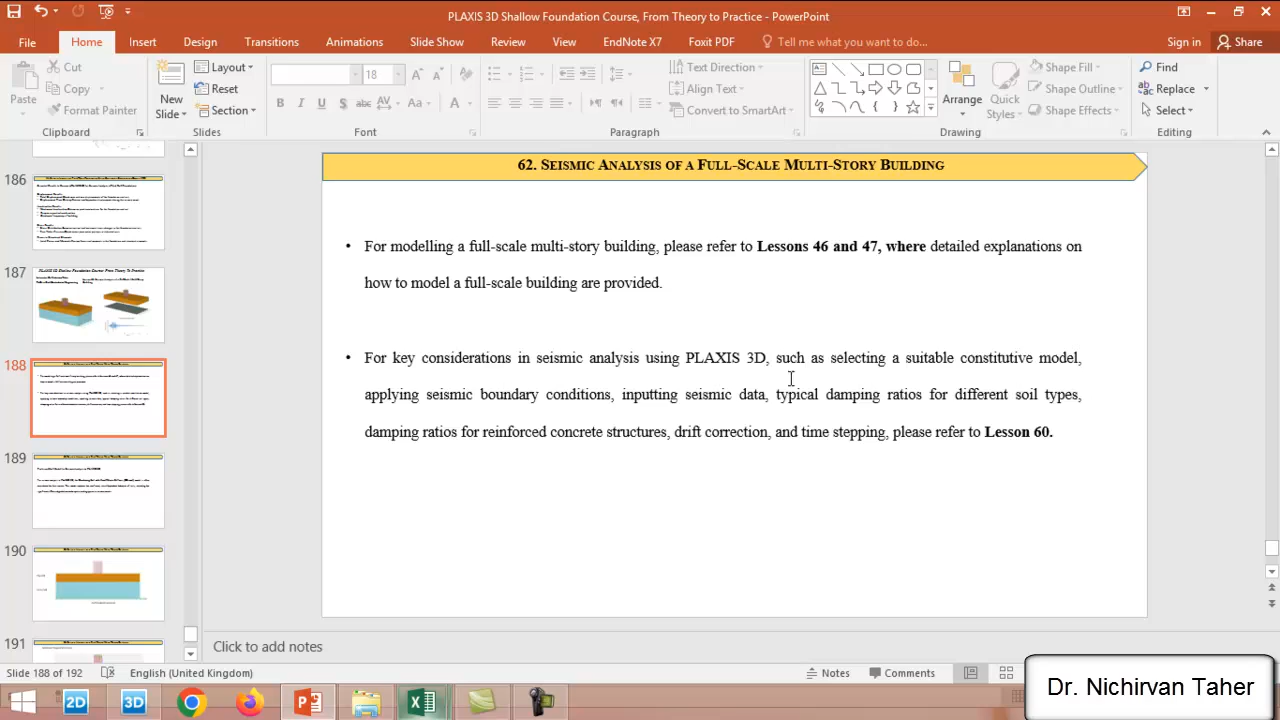 PLAXIS 3D Shallow Foundation Course, From Theory to Practice - PowerPoint
File Home Insert Design Transitions Animations Slide Show Review View EndNote X7 Foxit PDF Tell me what you want to do... Sign in Share
Paste
Cut
Copy
Format Painter
Clipboard
New Slide
Layout
Reset
Section
Slides
18
Font
Text Direction
Align Text
Convert to SmartArt
Paragraph
Arrange
Quick Styles
Shape Fill
Shape Outline
Shape Effects
Drawing
Find
Replace
Select
Editing
186
187
188
189
190
191
62. SEISMIC ANALYSIS OF A FULL-SCALE MULTI-STORY BUILDING
• For modelling a full-scale multi-story building, please refer to Lessons 46 and 47, where detailed explanations on
how to model a full-scale building are provided.
• For key considerations in seismic analysis using PLAXIS 3D, such as selecting a suitable constitutive model,
applying seismic boundary conditions, inputting seismic data, typical damping ratios for different soil types,
damping ratios for reinforced concrete structures, drift correction, and time stepping, please refer to Lesson 60.
Click to add notes
Slide 188 of 192 English (United Kingdom) Notes Comments
2D 3D
Dr. Nichirvan Taher